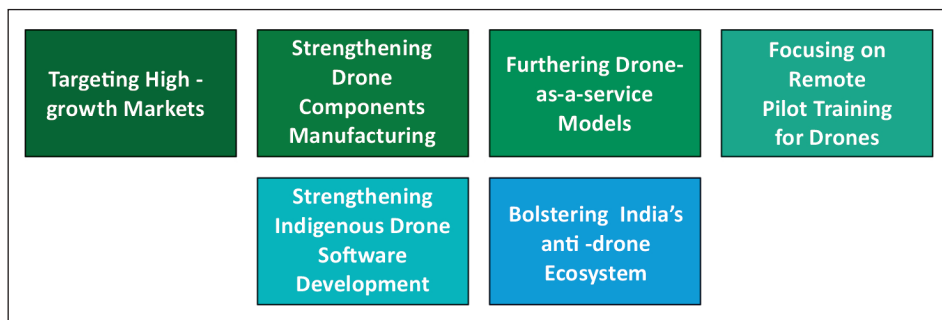 Targeting High -
growth Markets
Strengthening
Drone
Components
Manufacturing
Furthering Drone-
as-a-service
Models
Focusing on
Remote
Pilot Training
for Drones
Strengthening
Indigenous Drone
Software
Development
Bolstering India’s
anti -drone
Ecosystem